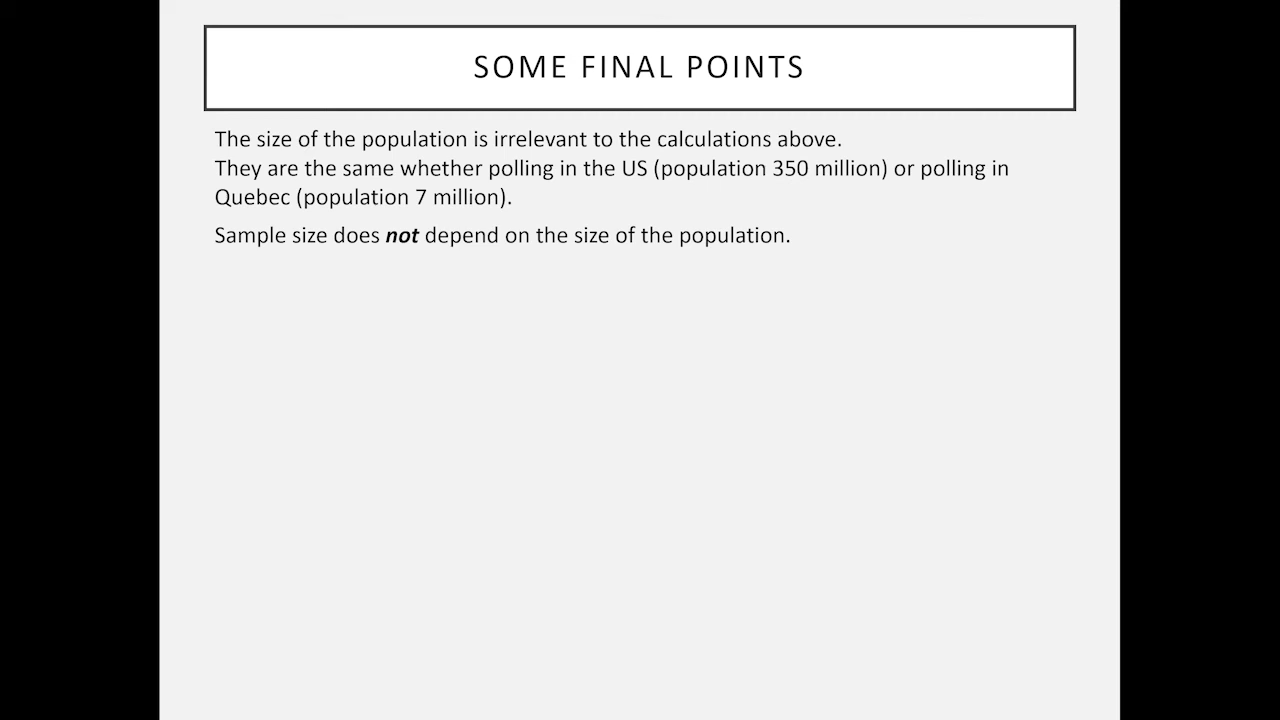 SOME FINAL POINTS
The size of the population is irrelevant to the calculations above.
They are the same whether polling in the US (population 350 million) or polling in
Quebec (population 7 million).
Sample size does not depend on the size of the population.